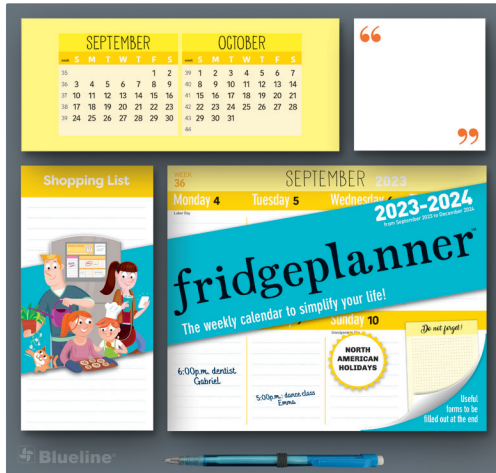 SEPTEMBER
week S M T W T F S
35 1 2
36 3 4 5 6 7 8 9
37 10 11 12 13 14 15 16
38 17 18 19 20 21 22 23
39 24 25 26 27 28 29 30
OCTOBER
week S M T W T F S
39 1 2 3 4 5 6 7
40 8 9 10 11 12 13 14
41 15 16 17 18 19 20 21
42 22 23 24 25 26 27 28
43 29 30 31
44
“
”
Shopping List
WEEK
36
SEPTEMBER 2023
Monday 4
Tuesday 5
Labor Day
2023-2024
from September 2023 to December 2024
fridgeplanner™
The weekly calendar to simplify your life!
Sunday 10
NORTH
AMERICAN
HOLIDAYS
Do not forget!
6:00p.m. dentist
Gabriel
5:00p.m.: dance class
Emma
Useful
forms to be
filled out at the end
Blueline®